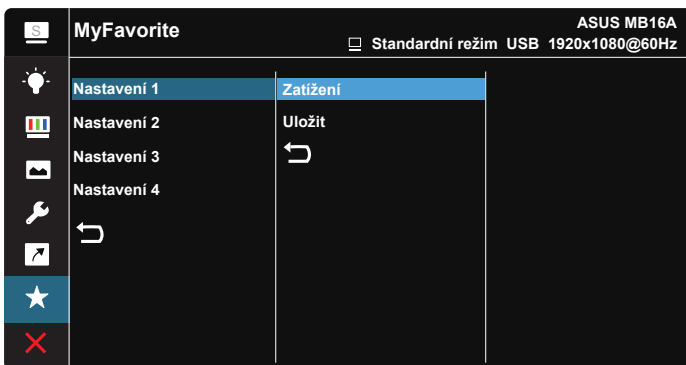 S
MyFavorite
ASUS MB16A
Standardní režim USB 1920x1080@60Hz
Nastavení 1
Zatížení
Nastavení 2
Uložit
Nastavení 3
Nastavení 4